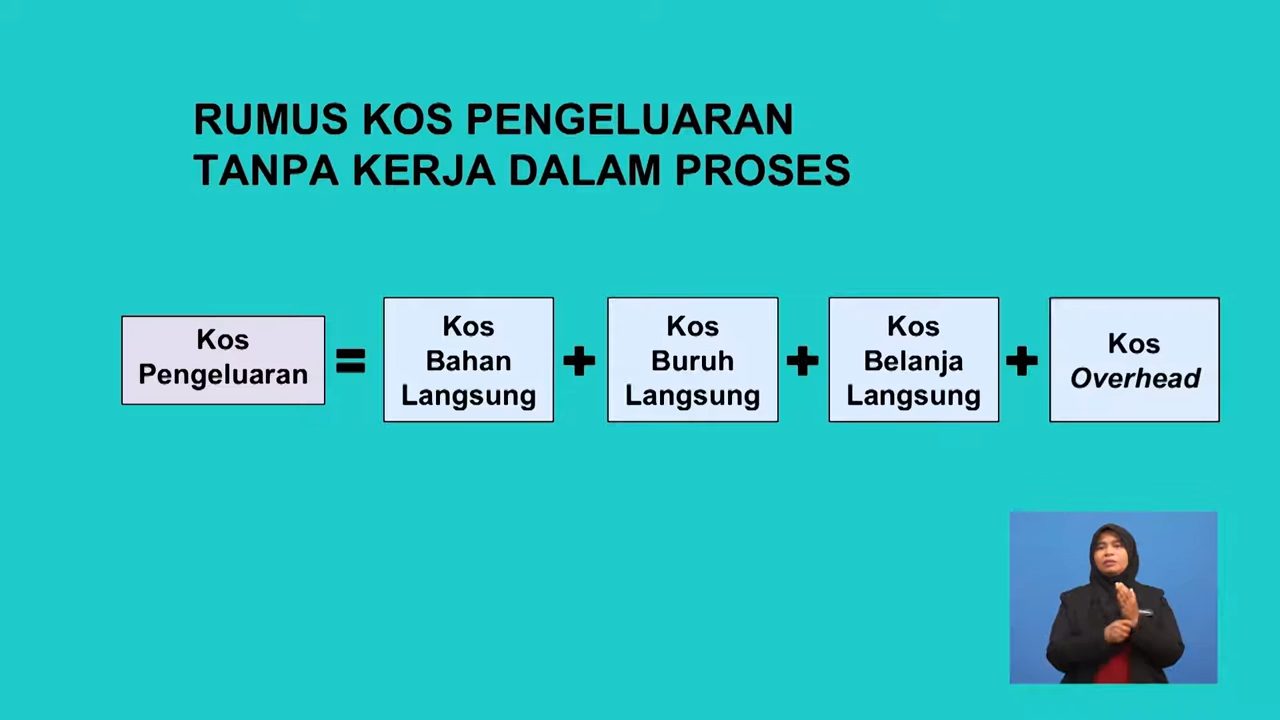 RUMUS KOS PENGELUARAN
TANPA KERJA DALAM PROSES
Kos
Pengeluaran
=
Kos
Bahan
Langsung
+
Kos
Buruh
Langsung
+
Kos
Belanja
Langsung
+
Kos
Overhead